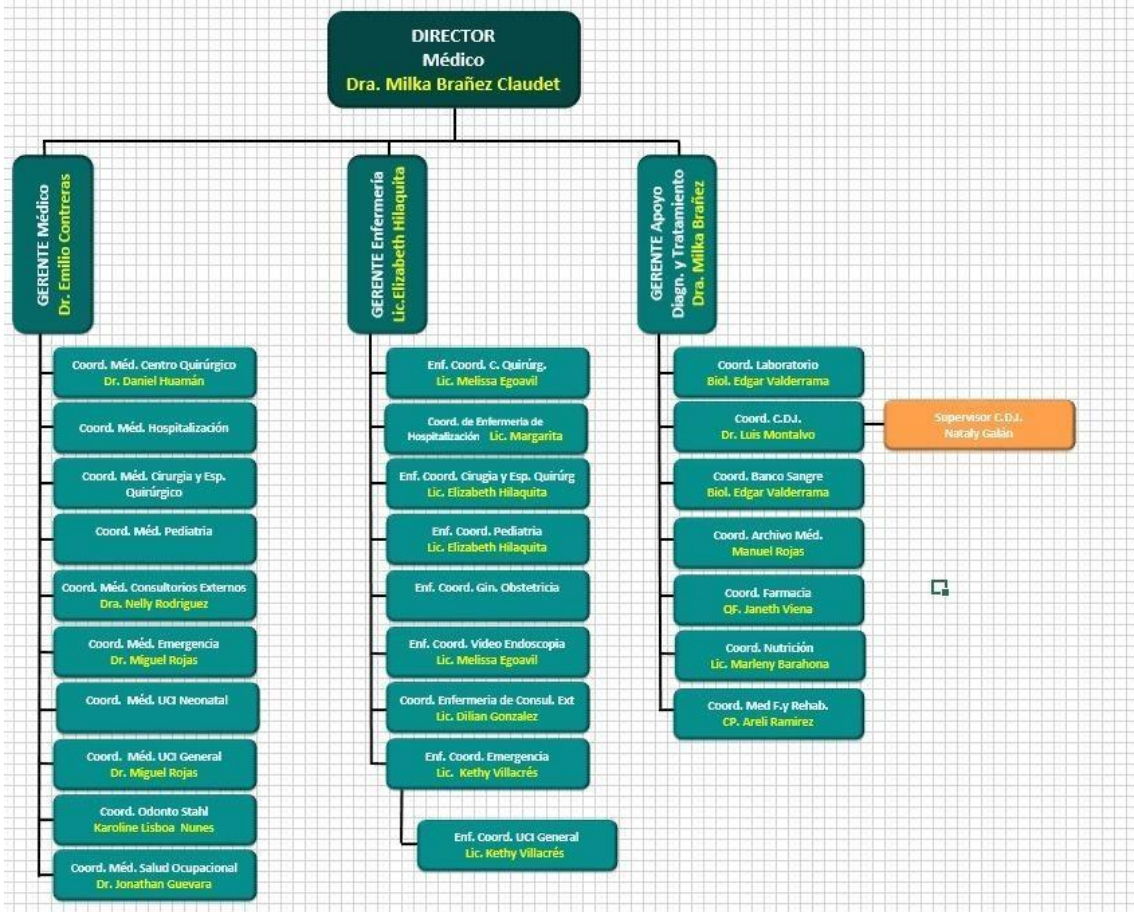 DIRECTOR
Médico
Dra. Milka Brañez Claudet
GERENTE Médico
Dr. Emilio Contreras
GERENTE Enfermería
Lic.Elizabeth Hilaquita
GERENTE Apoyo
Diagn. y Tratamiento
Dra. Milka Brañez
Coord. Méd. Centro Quirúrgico
Dr. Daniel Huamán
Coord. Méd. Hospitalización
Coord. Méd. Cirurgia y Esp.
Quirúrgico
Coord. Méd. Pediatria
Coord. Méd. Consultorios Externos
Dra. Nelly Rodriguez
Coord. Méd. Emergencia
Dr. Miguel Rojas
Coord. Méd. UCI Neonatal
Coord. Méd. UCI General
Dr. Miguel Rojas
Coord. Odonto Stahl
Karoline Lisboa Nunes
Coord. Méd. Salud Ocupacional
Dr. Jonathan Guevara
Enf. Coord. C. Quirúrg.
Lic. Melissa Egoavil
Coord. de Enfermeria de
Hospitalización Lic. Margarita
Enf. Coord. Cirugia y Esp. Quirúrg
Lic. Elizabeth Hilaquita
Enf. Coord. Pediatria
Lic. Elizabeth Hilaquita
Enf. Coord. Gin. Obstetricia
Enf. Coord. Video Endoscopia
Lic. Melissa Egoavil
Coord. Enfermeria de Consul. Ext
Lic. Dilian Gonzalez
Enf. Coord. Emergencia
Lic. Kethy Villacrés
Enf. Coord. UCI General
Lic. Kethy Villacrés
Coord. Laboratorio
Biol. Edgar Valderrama
Coord. C.D.I.
Dr. Luis Montalvo
Supervisor C.D.I.
Nataly Galán
Coord. Banco Sangre
Biol. Edgar Valderrama
Coord. Archivo Méd.
Manuel Rojas
Coord. Farmacia
QF. Janeth Viena
Coord. Nutrición
Lic. Marleny Barahona
Coord. Med F.y Rehab.
CP. Areli Ramirez